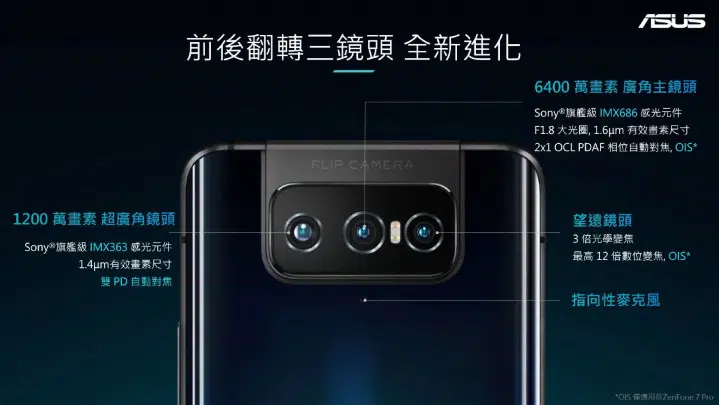 ASUS
前後翻轉三鏡頭 全新進化
6400 萬畫素 廣角主鏡頭
Sony®旗艦級 IMX686 感光元件
F1.8 大光圈, 1.6μm 有效畫素尺寸
2x1 OCL PDAF 相位自動對焦, OIS*
FLIP CAMERA
1200 萬畫素 超廣角鏡頭
Sony®旗艦級 IMX363 感光元件
1.4μm有效畫素尺寸
雙 PD 自動對焦
望遠鏡頭
3 倍光學變焦
最高 12 倍數位變焦, OIS*
指向性麥克風
*OIS 僅適用於ZenFone 7 Pro